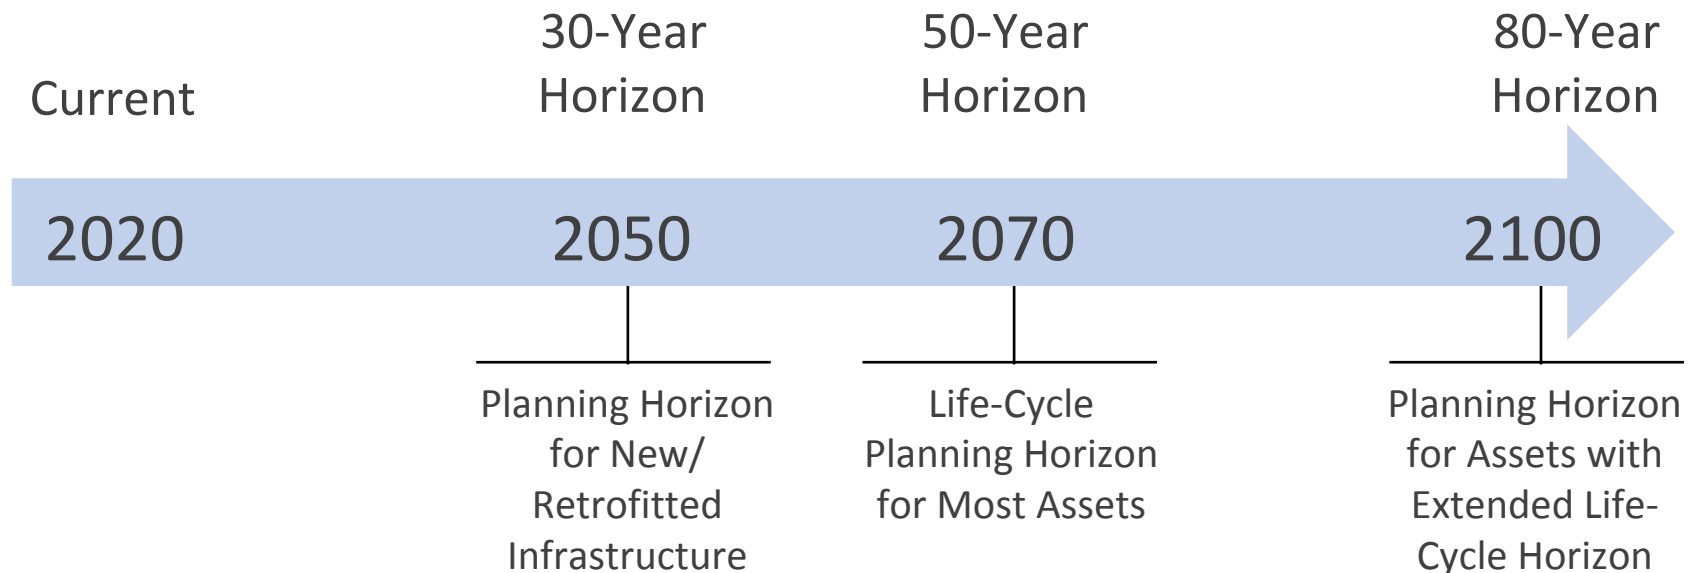 Current
30-Year
Horizon
50-Year
Horizon
80-Year
Horizon
2020
2050
2070
2100
Planning Horizon
for New/
Retrofitted
Infrastructure
Life-Cycle
Planning Horizon
for Most Assets
Planning Horizon
for Assets with
Extended Life-
Cycle Horizon